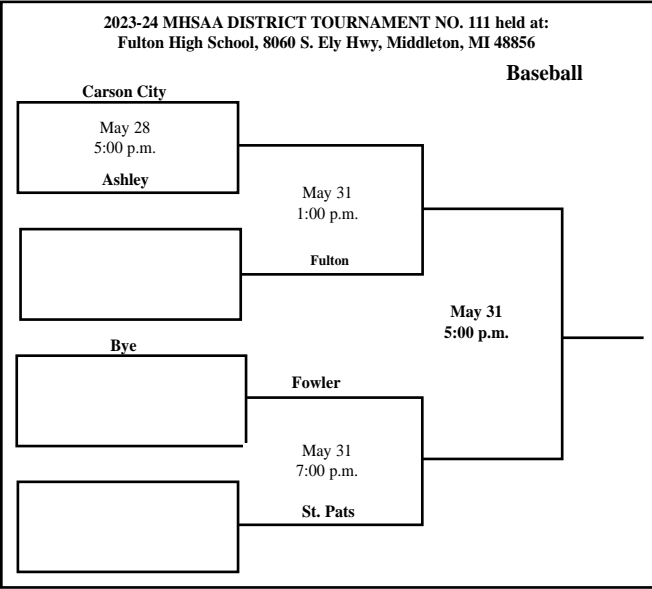 2023-24 MHSAA DISTRICT TOURNAMENT NO. 111 held at:
Fulton High School, 8060 S. Ely Hwy, Middleton, MI 48856
Baseball
Carson City
May 28
5:00 p.m.
Ashley
May 31
1:00 p.m.
Fulton
May 31
5:00 p.m.
Bye
Fowler
May 31
7:00 p.m.
St. Pats